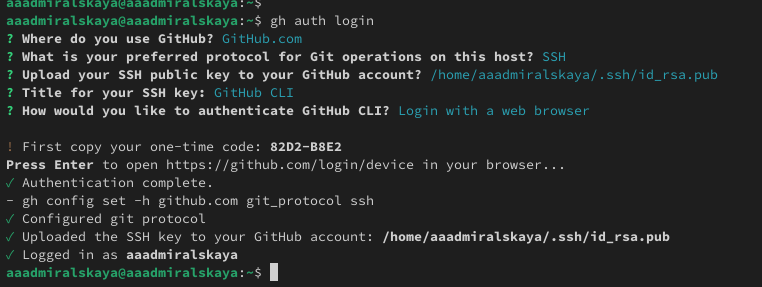 aaadmiralskaya@aaadmiralskaya:~$
aaadmiralskaya@aaadmiralskaya:~$ gh auth login
? Where do you use GitHub? GitHub.com
? What is your preferred protocol for Git operations on this host? SSH
? Upload your SSH public key to your GitHub account? /home/aaadmiralskaya/.ssh/id_rsa.pub
? Title for your SSH key: GitHub CLI
? How would you like to authenticate GitHub CLI? Login with a web browser
! First copy your one-time code: 82D2-B8E2
Press Enter to open https://github.com/login/device in your browser...
✓ Authentication complete.
- gh config set -h github.com git_protocol ssh
✓ Configured git protocol
✓ Uploaded the SSH key to your GitHub account: /home/aaadmiralskaya/.ssh/id_rsa.pub
✓ Logged in as aaadmiralskaya
aaadmiralskaya@aaadmiralskaya:~$